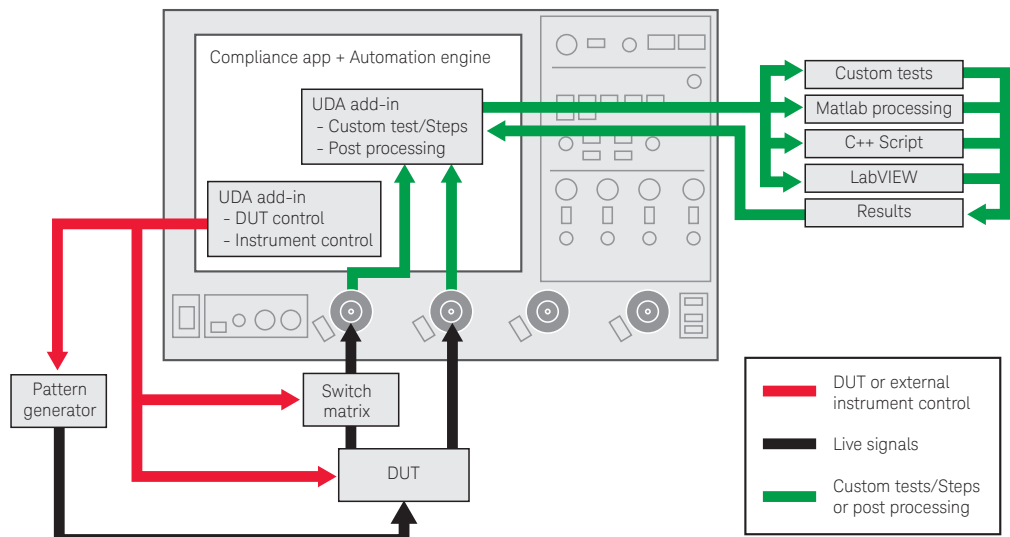 Compliance app + Automation engine
UDA add-in
- Custom test/Steps
- Post processing
UDA add-in
- DUT control
- Instrument control
Custom tests
Matlab processing
C++ Script
LabVIEW
Results
Pattern
generator
Switch
matrix
DUT
DUT or external
instrument control
Live signals
Custom tests/Steps
or post processing